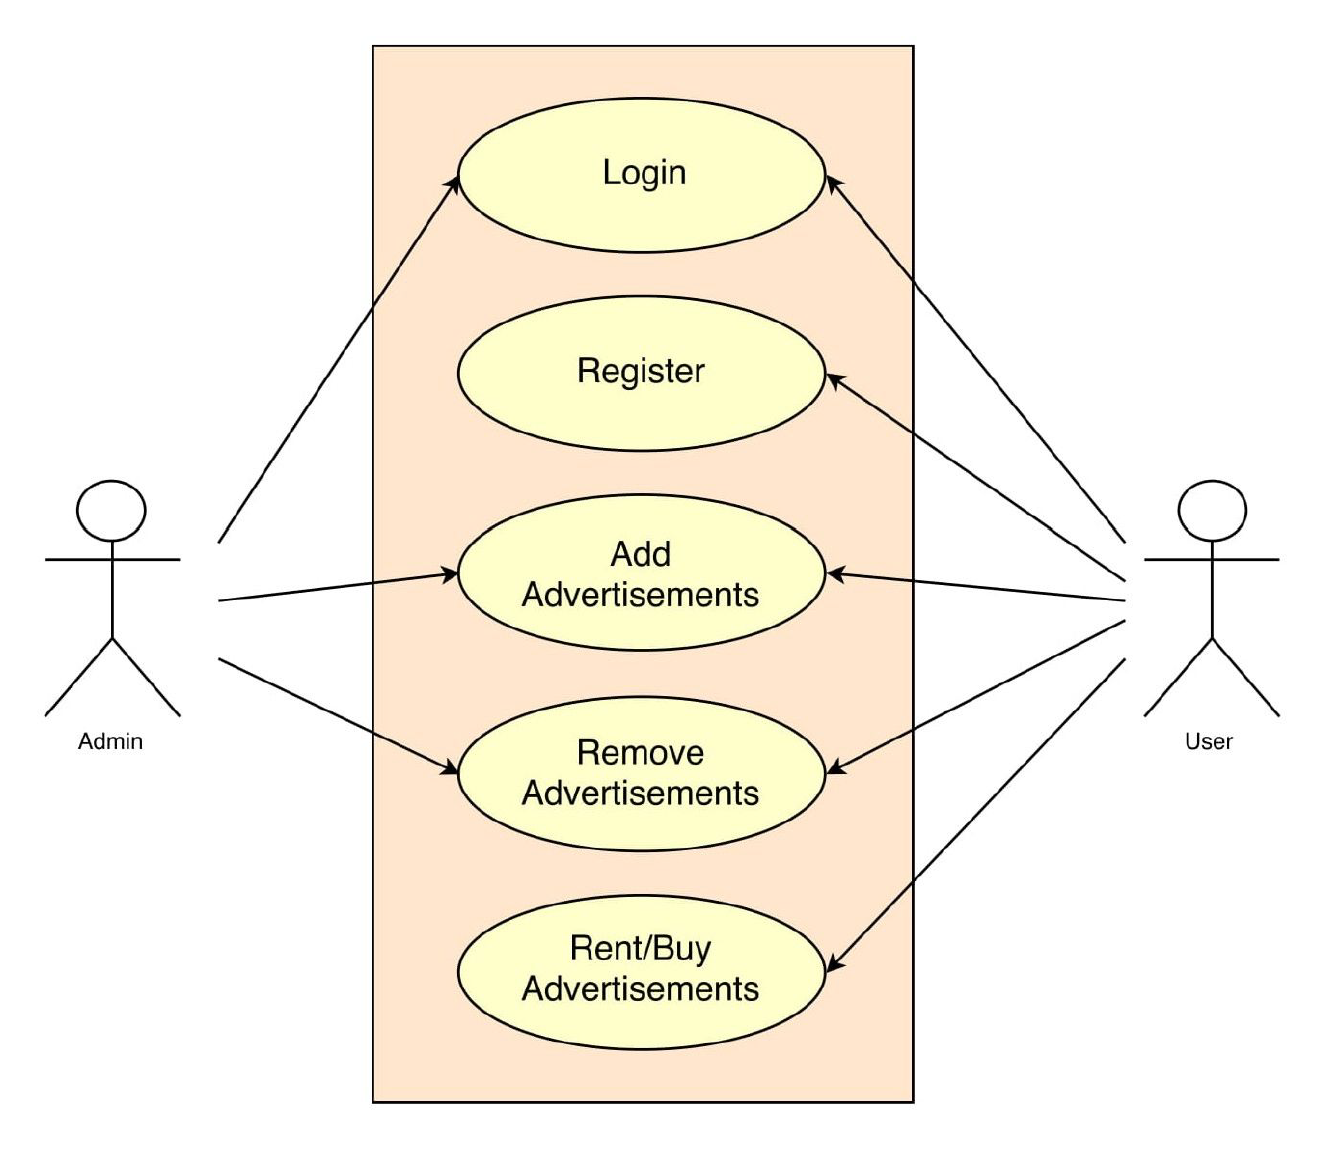 Login
Register
Add
Advertisements
Remove
Advertisements
Rent/Buy
Advertisements
Admin
User